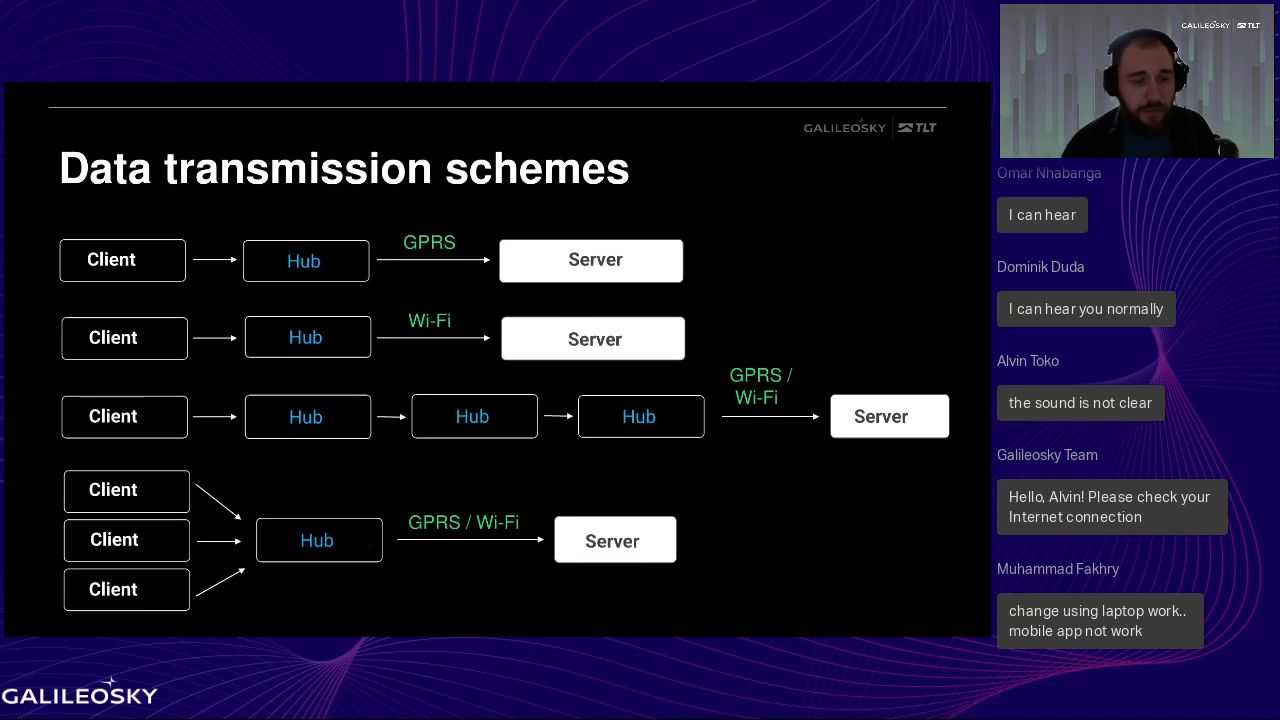 GALILEOSKY TLT
GALILEOSKY TLT
Data transmission schemes
Client
Hub
GPRS
Server
Client
Hub
Wi-Fi
Server
Client
Hub
Hub
Hub
GPRS /
Wi-Fi
Server
Client
Client
Client
Hub
GPRS / Wi-Fi
Server
Omar Nhabanga
I can hear
Dominik Duda
I can hear you normally
Alvin Toko
the sound is not clear
Galileosky Team
Hello, Alvin! Please check your
Internet connection
Muhammad Fakhry
change using laptop work..
mobile app not work
GALILEOSKY